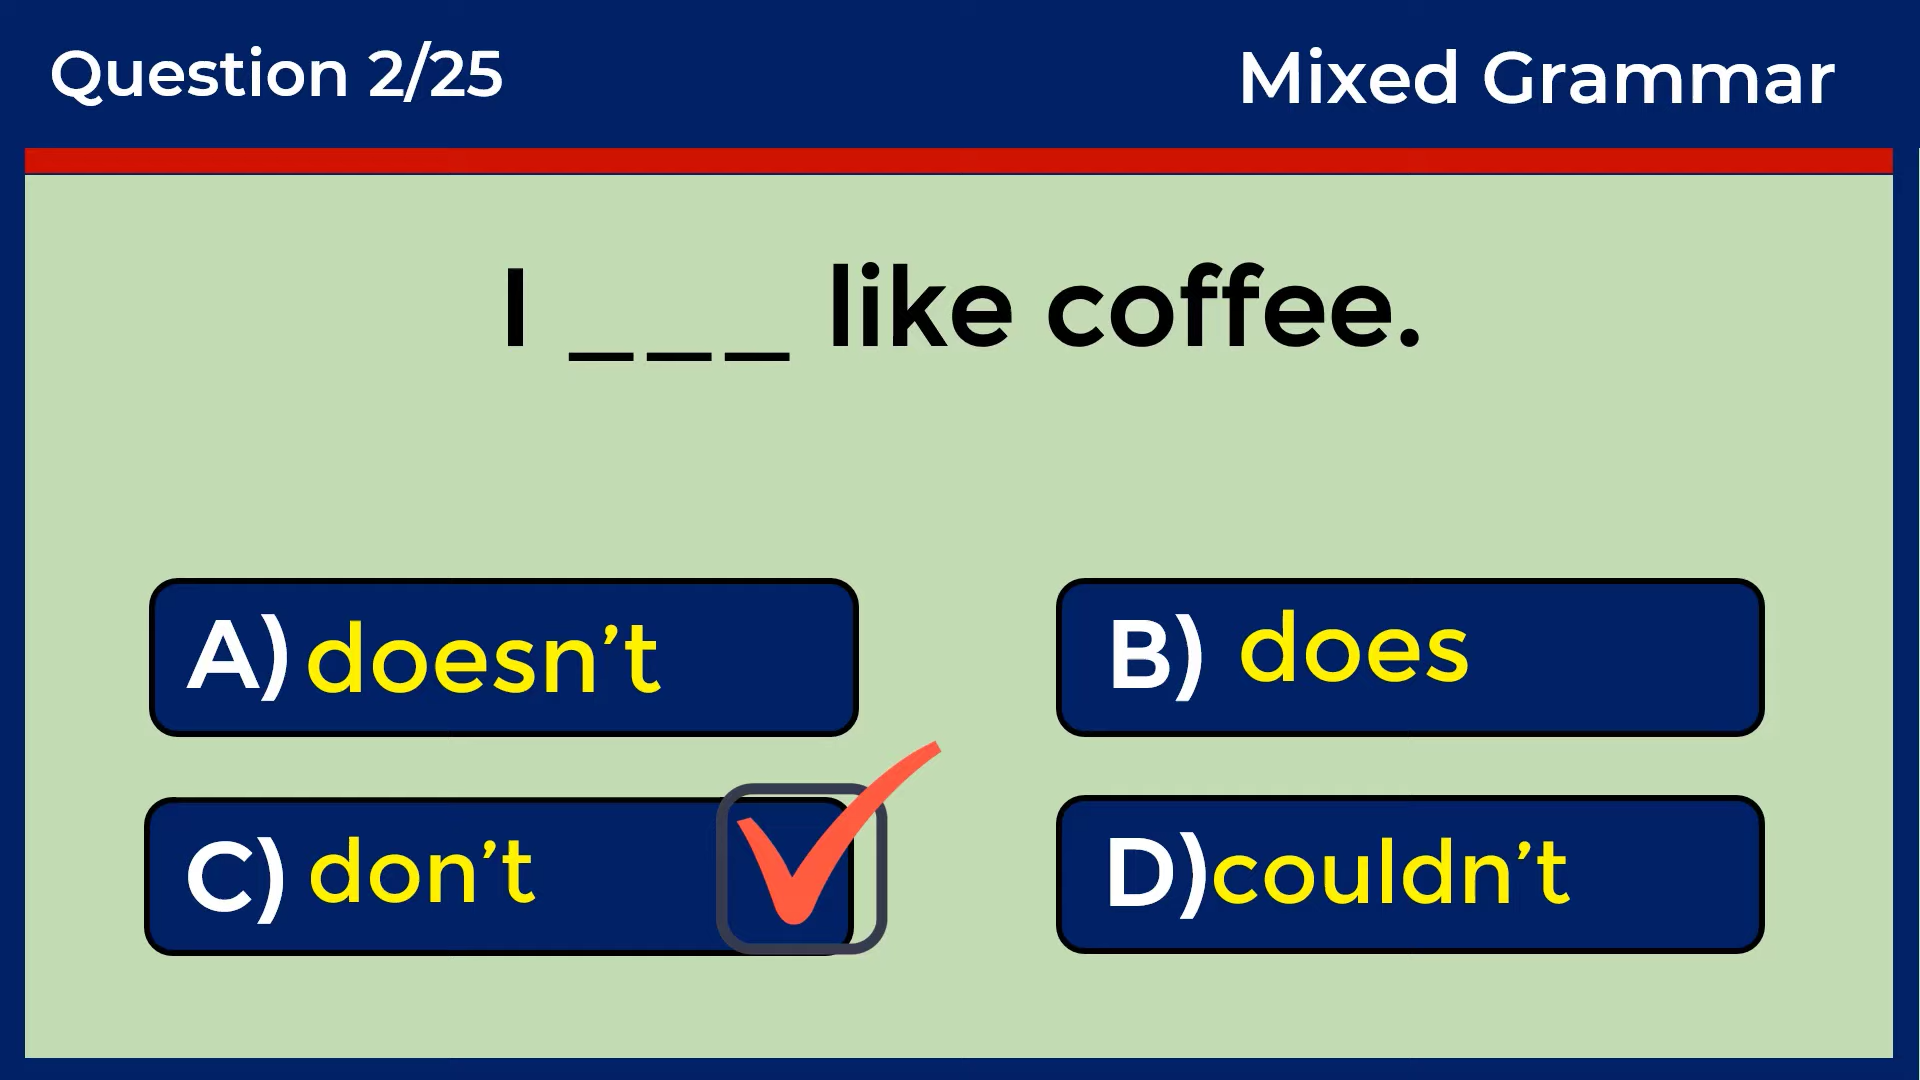 Question 2/25
Mixed Grammar
I ___ like coffee.
A) doesn’t
B) does
C) don’t
D)couldn’t